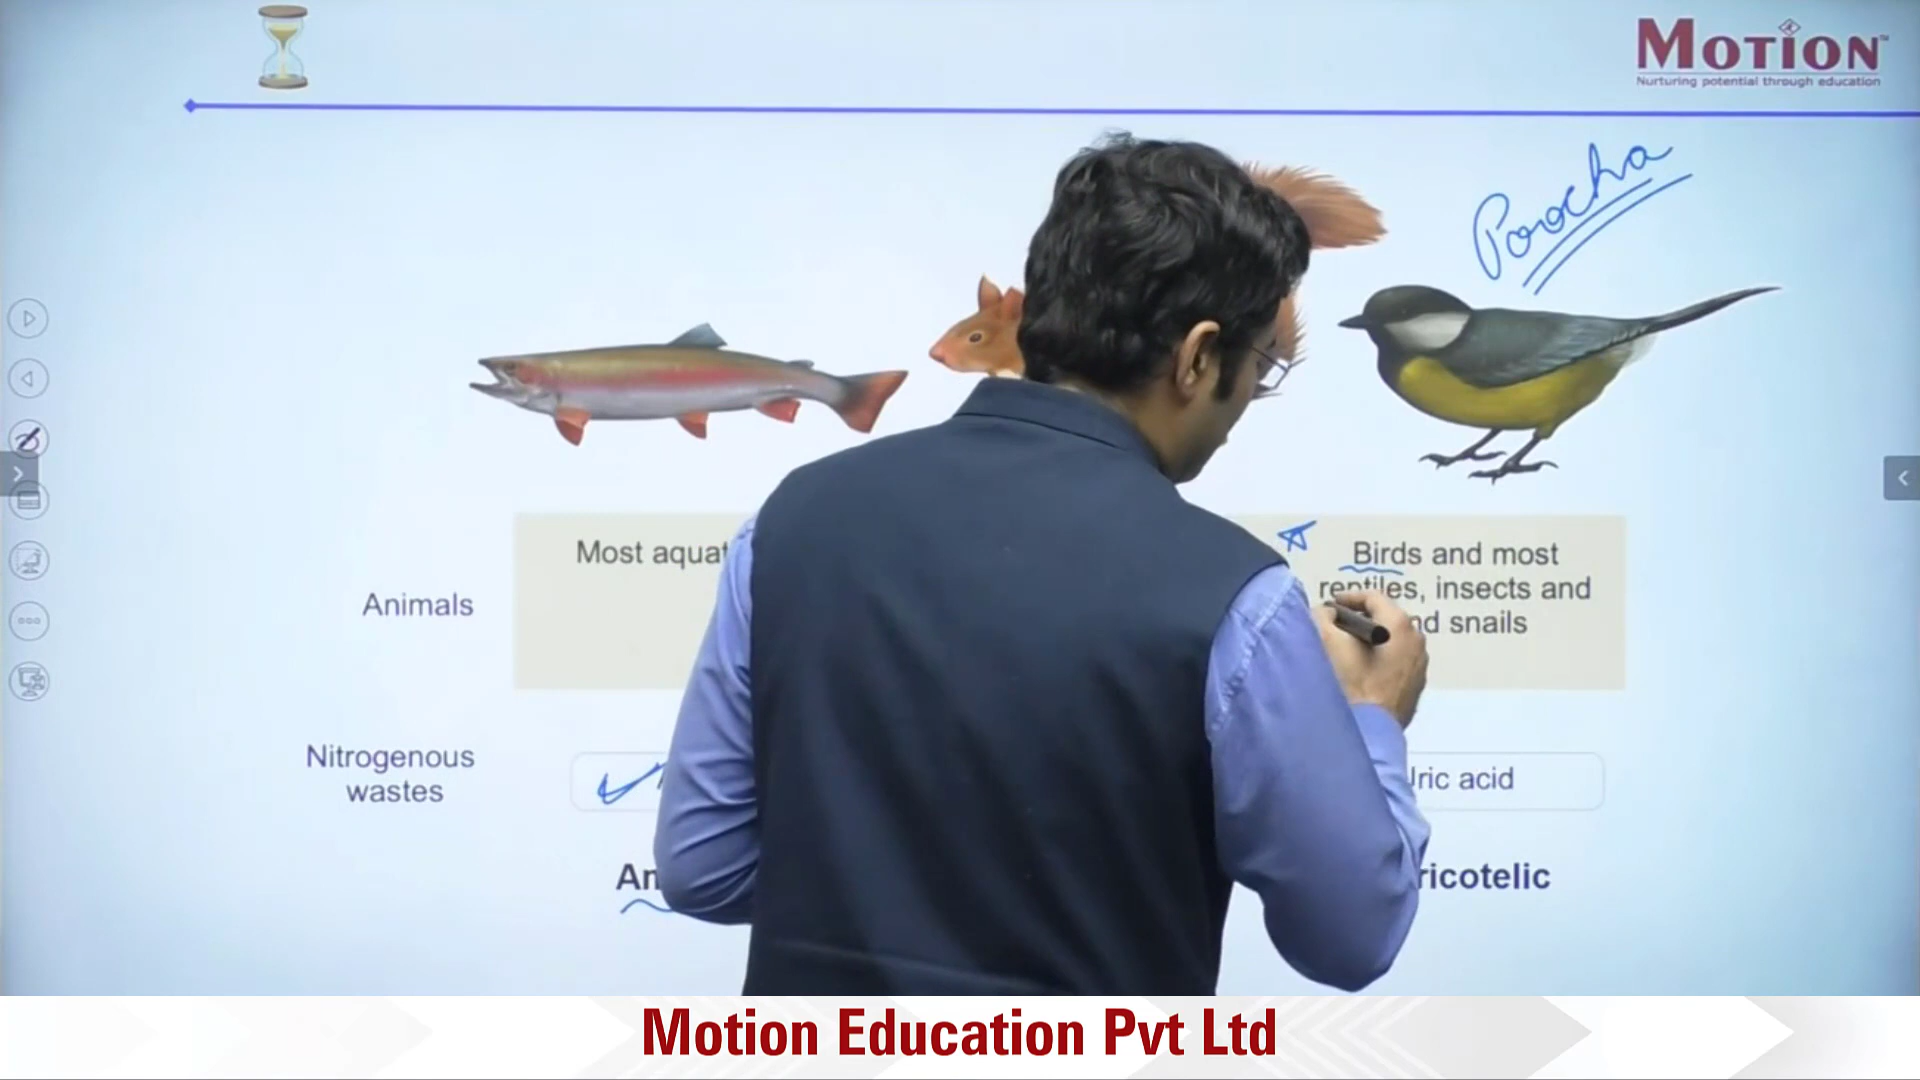 MOTION
Nurturing potential through education
Poocha
Most aquat
Birds and most
reptiles, insects and
nd snails
Animals
Nitrogenous
wastes
ric acid
An
ricotelic
Motion Education Pvt Ltd